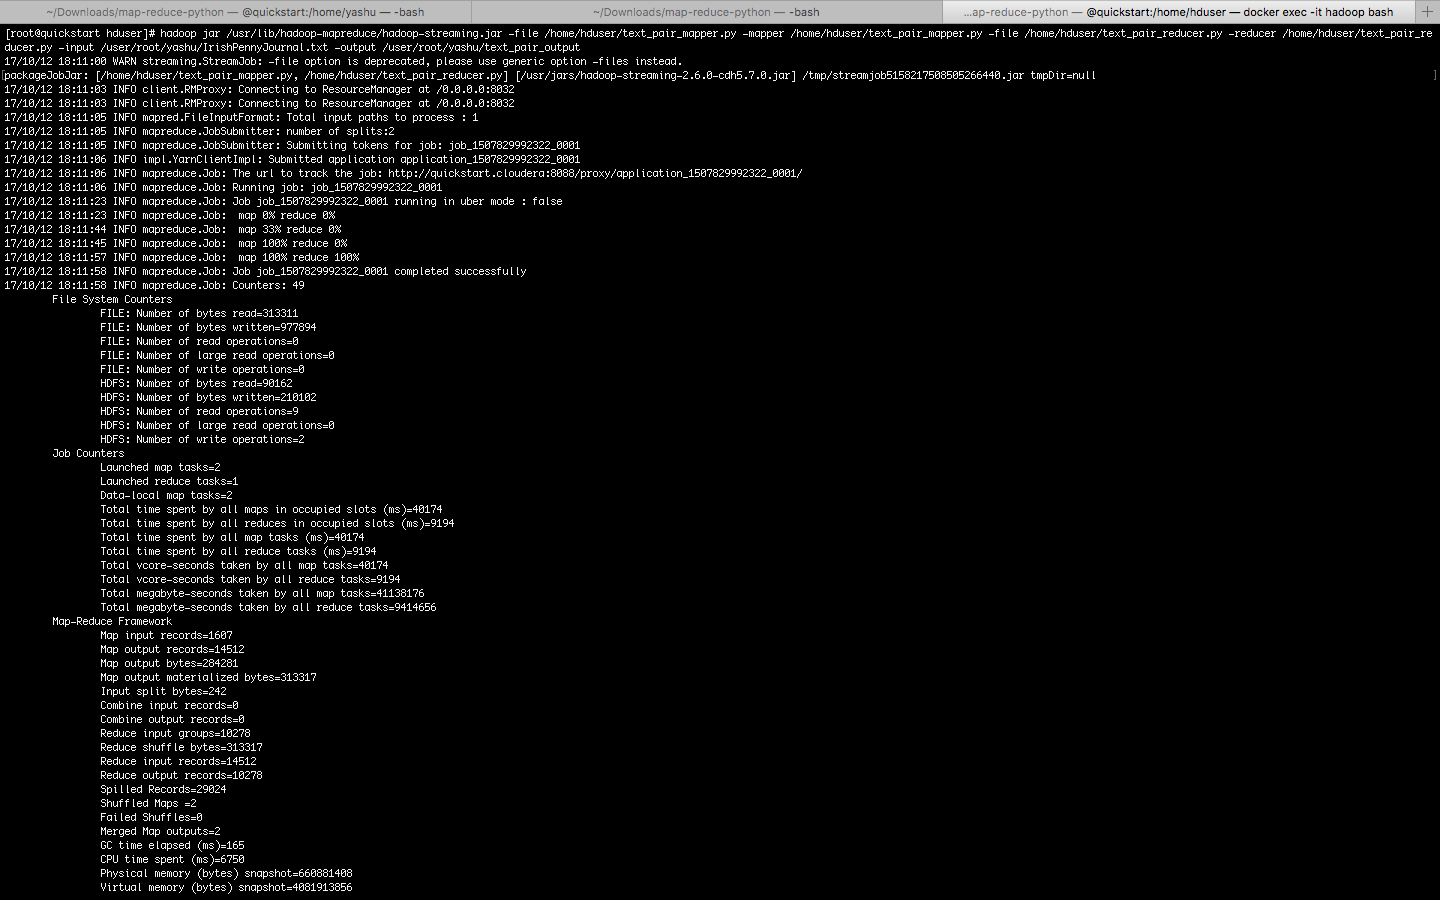 ~/Downloads/map-reduce-python — @quickstart:/home/yashu — -bash
~/Downloads/map-reduce-python — -bash
...ap-reduce-python — @quickstart:/home/hduser — docker exec -it hadoop bash
[root@quickstart hduser]# hadoop jar /usr/lib/hadoop-mapreduce/hadoop-streaming.jar -file /home/hduser/text_pair_mapper.py -mapper /home/hduser/text_pair_mapper.py -file /home/hduser/text_pair_reducer.py -reducer /home/hduser/text_pair_re
ducer.py -input /user/root/yashu/IrishPennyJournal.txt -output /user/root/yashu/text_pair_output
17/10/12 18:11:00 WARN streaming.StreamJob: -file option is deprecated, please use generic option -files instead.
packageJobJar: [/home/hduser/text_pair_mapper.py, /home/hduser/text_pair_reducer.py] [/usr/jars/hadoop-streaming-2.6.0-cdh5.7.0.jar] /tmp/streamjob5158217508505266440.jar tmpDir=null
17/10/12 18:11:03 INFO client.RMProxy: Connecting to ResourceManager at /0.0.0.0:8032
17/10/12 18:11:03 INFO client.RMProxy: Connecting to ResourceManager at /0.0.0.0:8032
17/10/12 18:11:05 INFO mapred.FileInputFormat: Total input paths to process : 1
17/10/12 18:11:05 INFO mapreduce.JobSubmitter: number of splits:2
17/10/12 18:11:05 INFO mapreduce.JobSubmitter: Submitting tokens for job: job_1507829992322_0001
17/10/12 18:11:06 INFO impl.YarnClientImpl: Submitted application application_1507829992322_0001
17/10/12 18:11:06 INFO mapreduce.Job: The url to track the job: http://quickstart.cloudera:8088/proxy/application_1507829992322_0001/
17/10/12 18:11:06 INFO mapreduce.Job: Running job: job_1507829992322_0001
17/10/12 18:11:23 INFO mapreduce.Job: Job job_1507829992322_0001 running in uber mode : false
17/10/12 18:11:23 INFO mapreduce.Job:  map 0% reduce 0%
17/10/12 18:11:44 INFO mapreduce.Job:  map 33% reduce 0%
17/10/12 18:11:45 INFO mapreduce.Job:  map 100% reduce 0%
17/10/12 18:11:57 INFO mapreduce.Job:  map 100% reduce 100%
17/10/12 18:11:58 INFO mapreduce.Job: Job job_1507829992322_0001 completed successfully
17/10/12 18:11:58 INFO mapreduce.Job: Counters: 49
File System Counters
FILE: Number of bytes read=313311
FILE: Number of bytes written=977894
FILE: Number of read operations=0
FILE: Number of large read operations=0
FILE: Number of write operations=0
HDFS: Number of bytes read=90162
HDFS: Number of bytes written=210102
HDFS: Number of read operations=9
HDFS: Number of large read operations=0
HDFS: Number of write operations=2
Job Counters
Launched map tasks=2
Launched reduce tasks=1
Data-local map tasks=2
Total time spent by all maps in occupied slots (ms)=40174
Total time spent by all reduces in occupied slots (ms)=9194
Total time spent by all map tasks (ms)=40174
Total time spent by all reduce tasks (ms)=9194
Total vcore-seconds taken by all map tasks=40174
Total vcore-seconds taken by all reduce tasks=9194
Total megabyte-seconds taken by all map tasks=41138176
Total megabyte-seconds taken by all reduce tasks=9414656
Map-Reduce Framework
Map input records=1607
Map output records=14512
Map output bytes=284281
Map output materialized bytes=313317
Input split bytes=242
Combine input records=0
Combine output records=0
Reduce input groups=10278
Reduce shuffle bytes=313317
Reduce input records=14512
Reduce output records=10278
Spilled Records=29024
Shuffled Maps =2
Failed Shuffles=0
Merged Map outputs=2
GC time elapsed (ms)=165
CPU time spent (ms)=6750
Physical memory (bytes) snapshot=660881408
Virtual memory (bytes) snapshot=4081913856